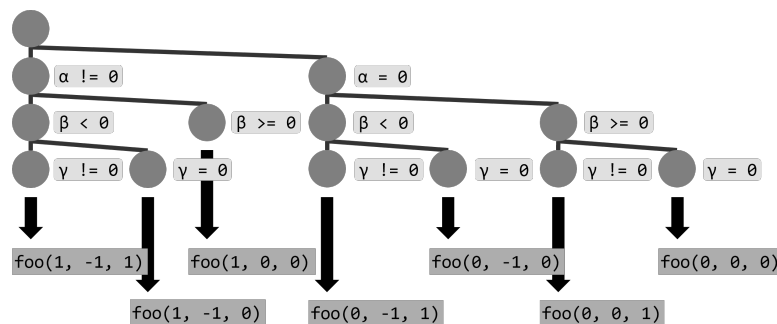 α != 0
α = 0
β < 0
β >= 0
β < 0
β >= 0
γ != 0
γ = 0
γ != 0
γ = 0
γ != 0
γ = 0
foo(1, -1, 1)
foo(1, 0, 0)
foo(0, -1, 0)
foo(0, 0, 0)
foo(1, -1, 0)
foo(0, -1, 1)
foo(0, 0, 1)